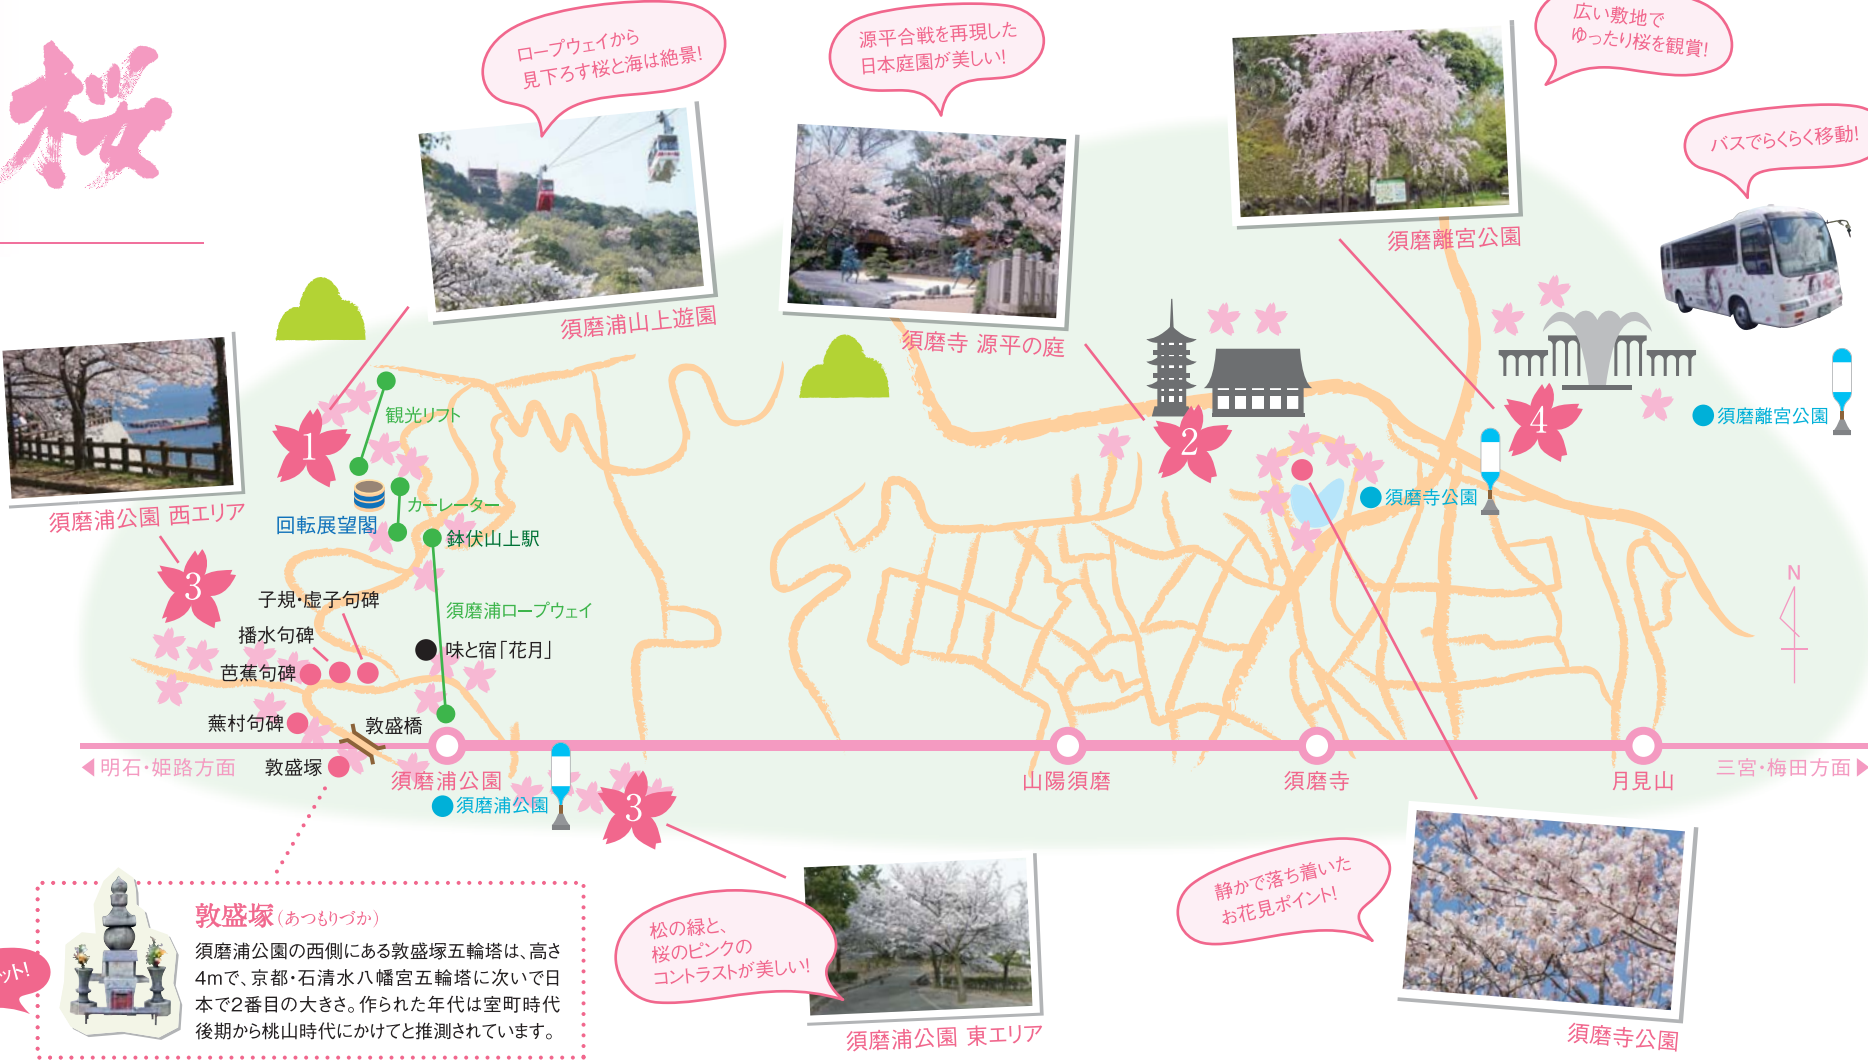 桜
ロープウェイから
見下ろす桜と海は絶景!
源平合戦を再現した
日本庭園が美しい!
広い敷地で
ゆったり桜を観賞!
バスでらくらく移動!
須磨浦山上遊園
須磨寺 源平の庭
須磨離宮公園
須磨浦公園 西エリア
1
観光リフト
カーレーター
回転展望閣
鉢伏山上駅
須磨浦ロープウェイ
味と宿「花月」
2
4
須磨離宮公園
須磨寺公園
3
子規・虚子句碑
播水句碑
芭蕉句碑
蕪村句碑
敦盛橋
敦盛塚
N
◀明石・姫路方面
須磨浦公園
山陽須磨
須磨寺
月見山
三宮・梅田方面▶
須磨浦公園
3
敦盛塚(あつもりづか)
須磨浦公園の西側にある敦盛塚五輪塔は、高さ
4mで、京都・石清水八幡宮五輪塔に次いで日
本で2番目の大きさ。作られた年代は室町時代
後期から桃山時代にかけてと推測されています。
ット!
松の緑と、
桜のピンクの
コントラストが美しい!
須磨浦公園 東エリア
静かで落ち着いた
お花見ポイント!
須磨寺公園